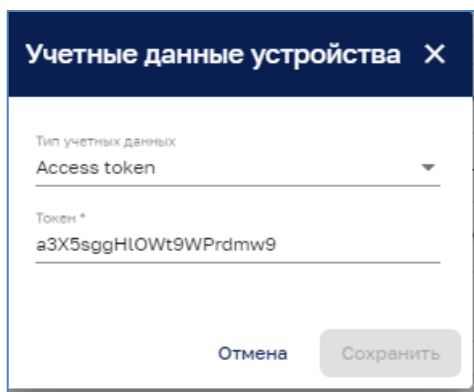 Учетные данные устройства ×
Тип учетных данных
Access token
Токен *
a3X5sggHlOWt9WPrdmw9
Отмена
Сохранить